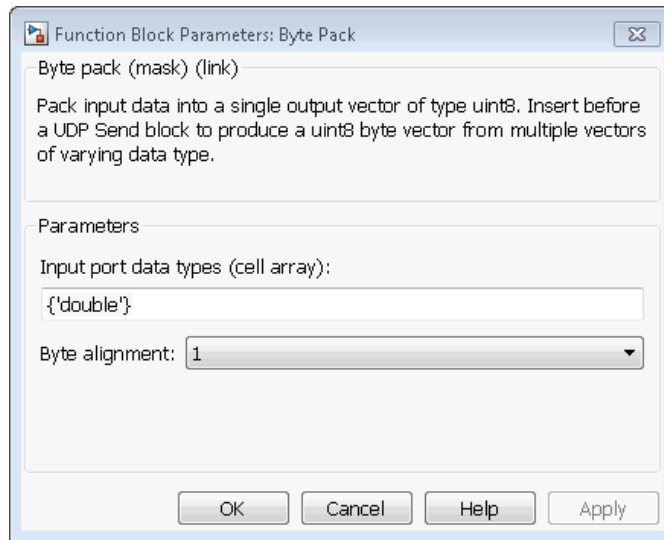 Function Block Parameters: Byte Pack
Byte pack (mask) (link)
Pack input data into a single output vector of type uint8. Insert before
a UDP Send block to produce a uint8 byte vector from multiple vectors
of varying data type.
Parameters
Input port data types (cell array):
{'double'}
Byte alignment: 1
OK Cancel Help Apply